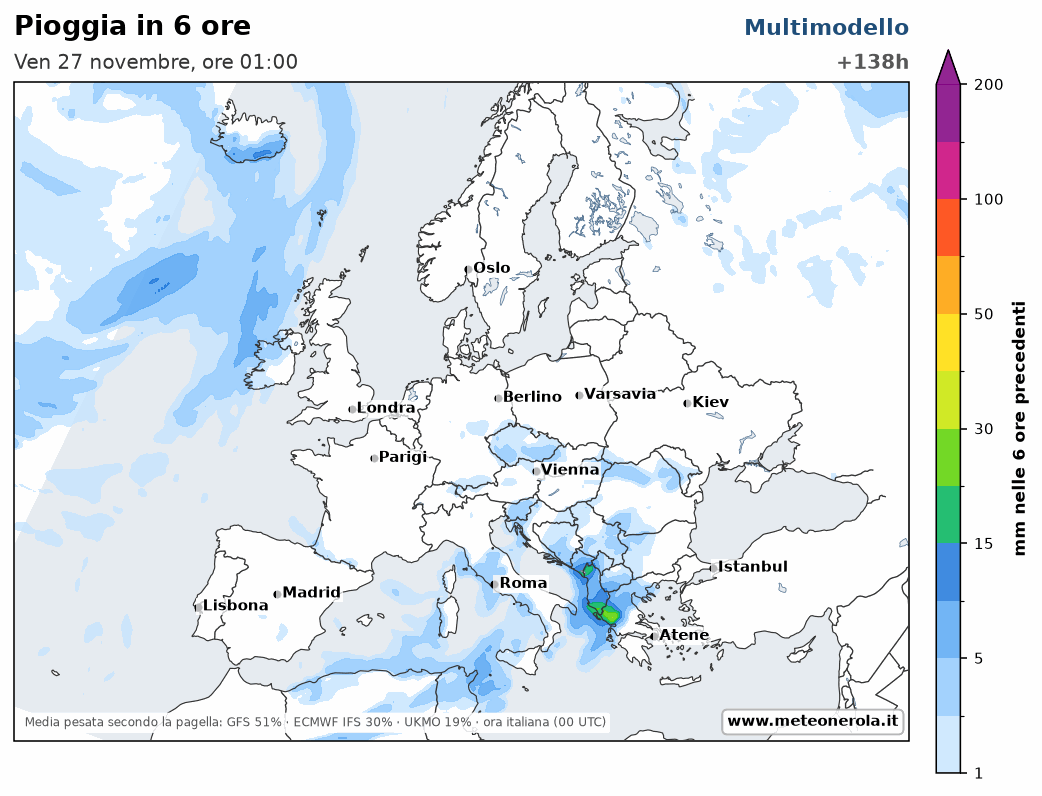 Pioggia in 6 ore
Multimodello
Ven 27 novembre, ore 01:00
+138h
200
100
50
30
15
5
1
mm nelle 6 ore precedenti
Oslo
Berlino
Varsavia
Kiev
Londra
Parigi
Vienna
Istanbul
Roma
Madrid
Lisbona
Atene
Media pesata secondo la pagella: GFS 51% · ECMWF IFS 30% · UKMO 19% · ora italiana (00 UTC)
www.meteonerola.it